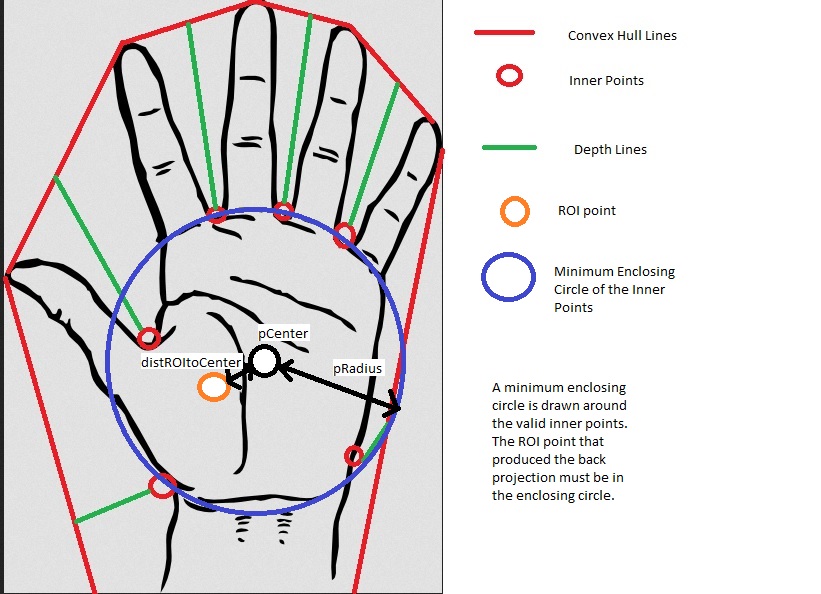 Convex Hull Lines
Inner Points
Depth Lines
ROI point
Minimum Enclosing
Circle of the Inner
Points
pCenter
distROItoCenter
pRadius
A minimum enclosing
circle is drawn around
the valid inner points.
The ROI point that
produced the back
projection must be in
the enclosing circle.